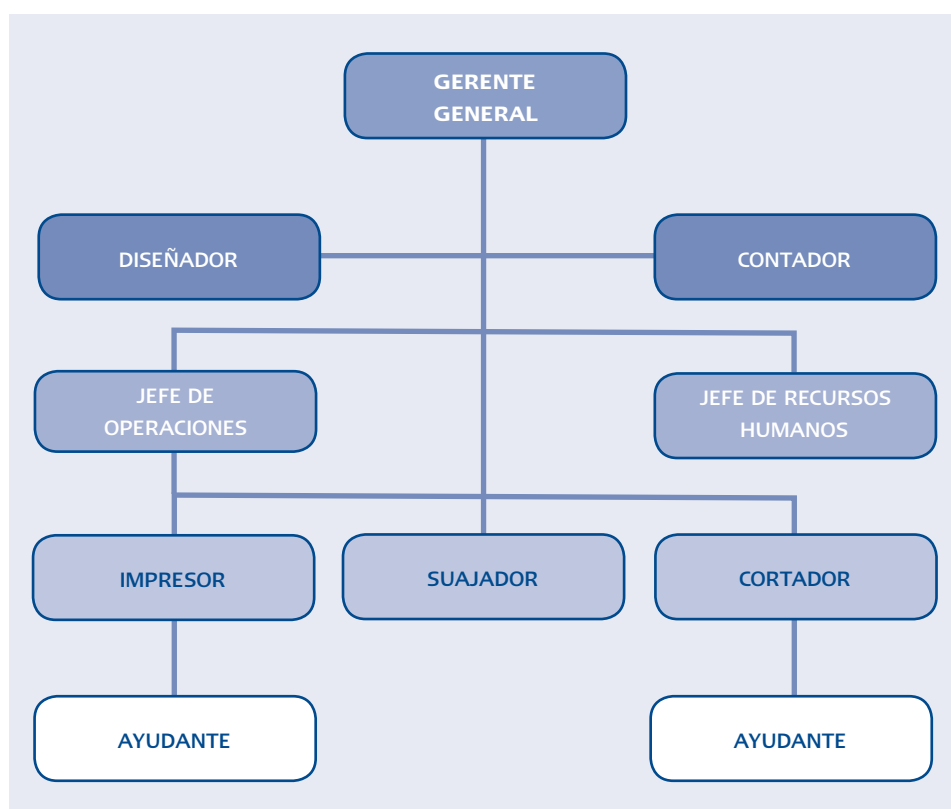 GERENTE
GENERAL
DISEÑADOR
CONTADOR
JEFE DE
OPERACIONES
JEFE DE RECURSOS
HUMANOS
IMPRESOR
SUAJADOR
CORTADOR
AYUDANTE
AYUDANTE